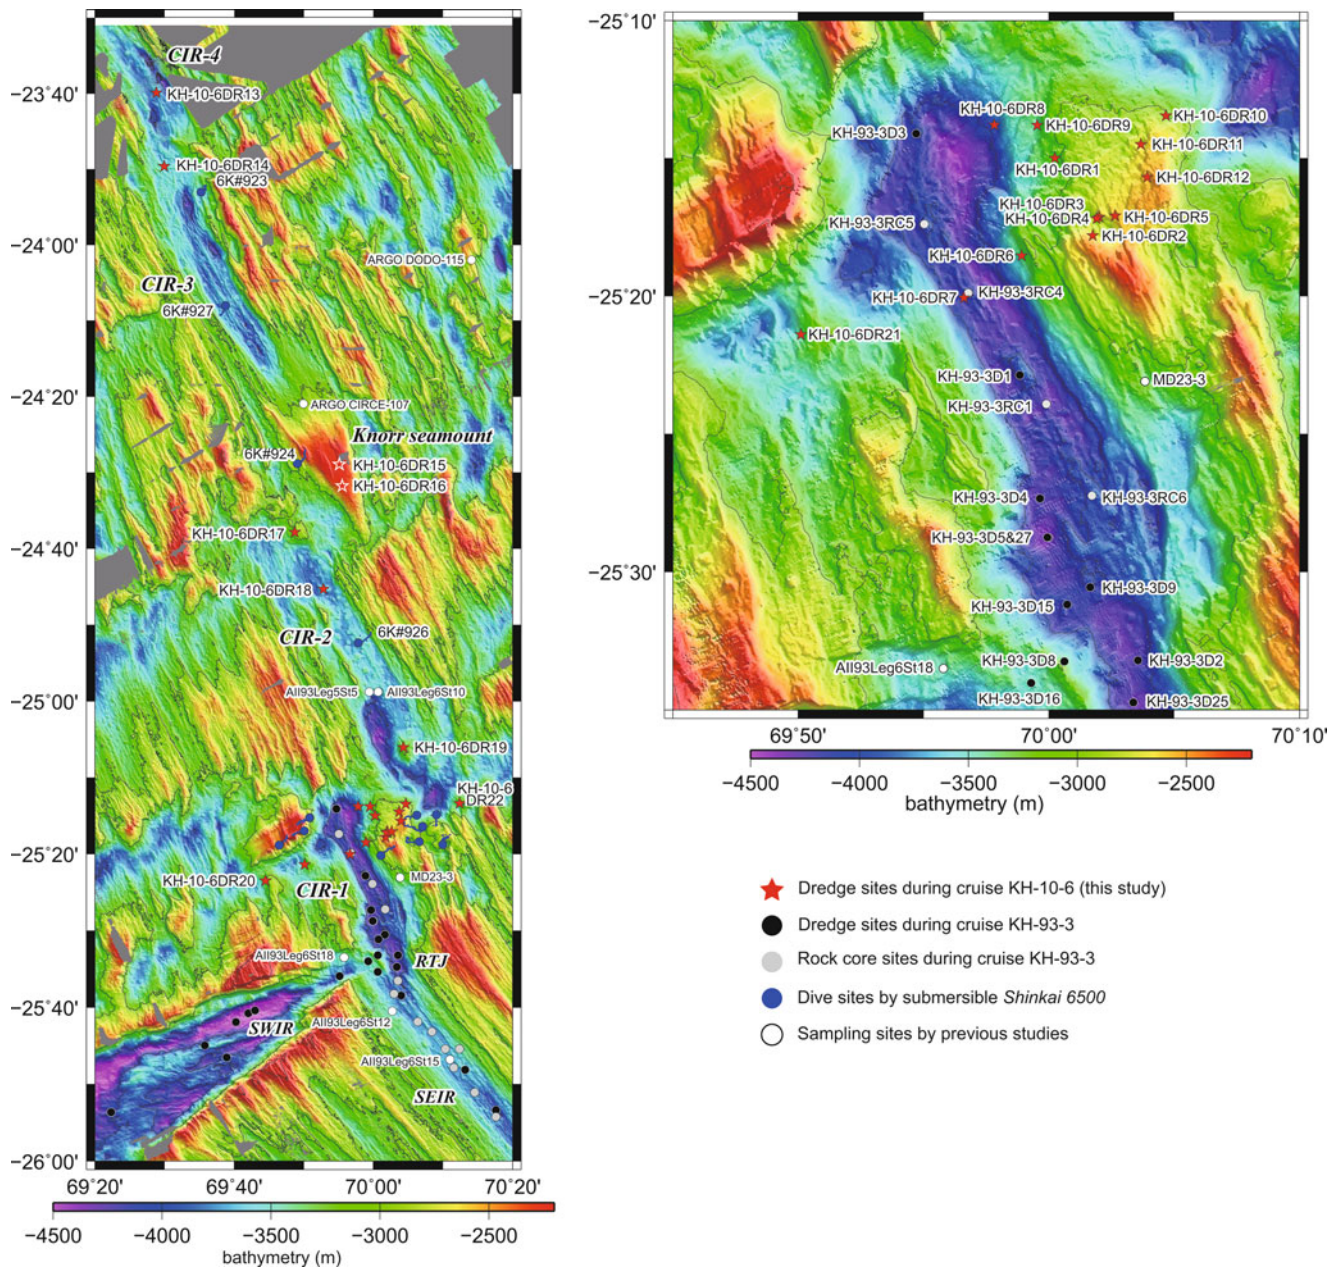 CIR-4
−23˚40'
KH-10-6DR13
KH-10-6DR14
6K#923
−24˚00'
ARGO DODO-115
CIR-3
6K#927
−24˚20'
ARGO CIRCE-107
Knorr seamount
6K#924
KH-10-6DR15
KH-10-6DR16
KH-10-6DR17
−24˚40'
KH-10-6DR18
CIR-2
6K#926
AII93Leg5St5
AII93Leg6St10
−25˚00'
KH-10-6DR19
KH-10-6
DR22
−25˚20'
KH-10-6DR20
CIR-1
MD23-3
AII93Leg6St18
RTJ
−25˚40'
SWIR
AII93Leg6St12
AII93Leg6St15
SEIR
−26˚00'
69˚20' 69˚40' 70˚00' 70˚20'
−4500 −4000 −3500 −3000 −2500
bathymetry (m)
−25˚10'
KH-10-6DR8
KH-93-3D3
KH-10-6DR9
KH-10-6DR10
KH-10-6DR11
KH-10-6DR1
KH-10-6DR12
KH-10-6DR3
KH-93-3RC5
KH-10-6DR4
KH-10-6DR5
KH-10-6DR2
KH-10-6DR6
−25˚20'
KH-10-6DR7
KH-93-3RC4
KH-10-6DR21
KH-93-3D1
MD23-3
KH-93-3RC1
KH-93-3D4
KH-93-3RC6
KH-93-3D5&27
−25˚30'
KH-93-3D9
KH-93-3D15
AII93Leg6St18
KH-93-3D8
KH-93-3D2
KH-93-3D16
KH-93-3D25
69˚50' 70˚00' 70˚10'
−4500 −4000 −3500 −3000 −2500
bathymetry (m)
Dredge sites during cruise KH-10-6 (this study)
Dredge sites during cruise KH-93-3
Rock core sites during cruise KH-93-3
Dive sites by submersible Shinkai 6500
Sampling sites by previous studies